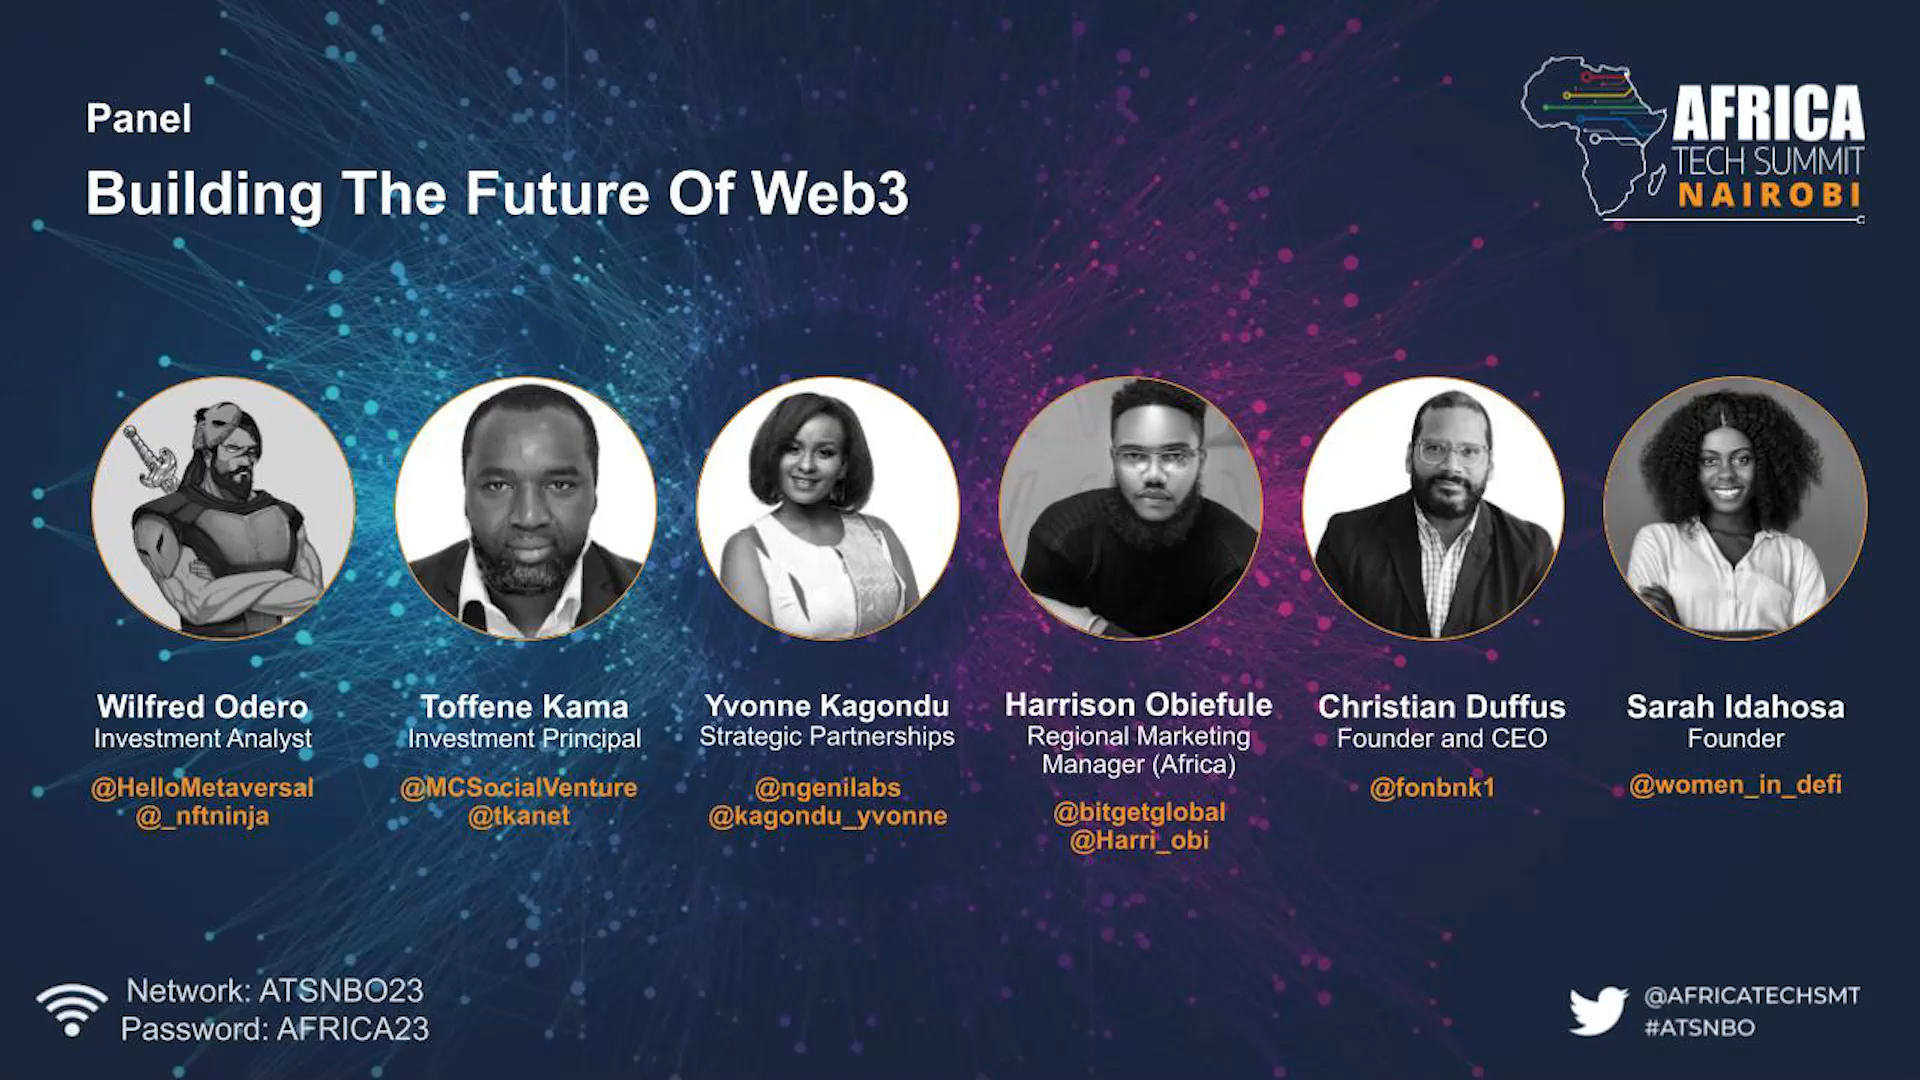 Panel
Building The Future Of Web3
AFRICA
TECH SUMMIT
NAIROBI
Wilfred Odero
Investment Analyst
@HelloMetaversal
@_nftninja
Toffene Kama
Investment Principal
@MCSocialVenture
@tkanet
Yvonne Kagondu
Strategic Partnerships
@ngenilabs
@kagondu_yvonne
Harrison Obiefule
Regional Marketing
Manager (Africa)
@bitgetglobal
@Harri_obi
Christian Duffus
Founder and CEO
@fonbnk1
Sarah Idahosa
Founder
@women_in_defi
Network: ATSNBO23
Password: AFRICA23
@AFRICATECHSMT
#ATSNBO